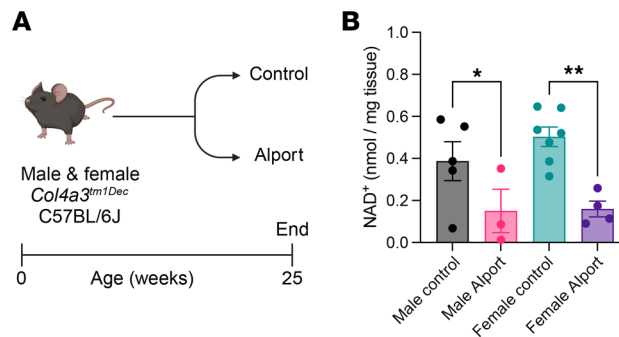 A
Control
Alport
Male & female
Col4a3tm1Dec
C57BL/6J
End
0
Age (weeks)
25
B
NAD+ (nmol / mg tissue)
1.0
0.8
0.6
0.4
0.2
0.0
*
**
Male control
Male Alport
Female control
Female Alport